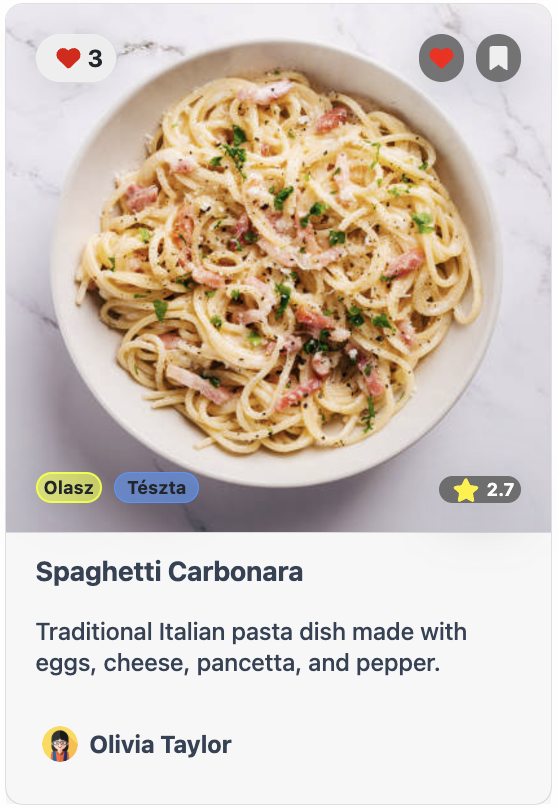 3
Olasz
Tészta
2.7
Spaghetti Carbonara
Traditional Italian pasta dish made with
eggs, cheese, pancetta, and pepper.
Olivia Taylor